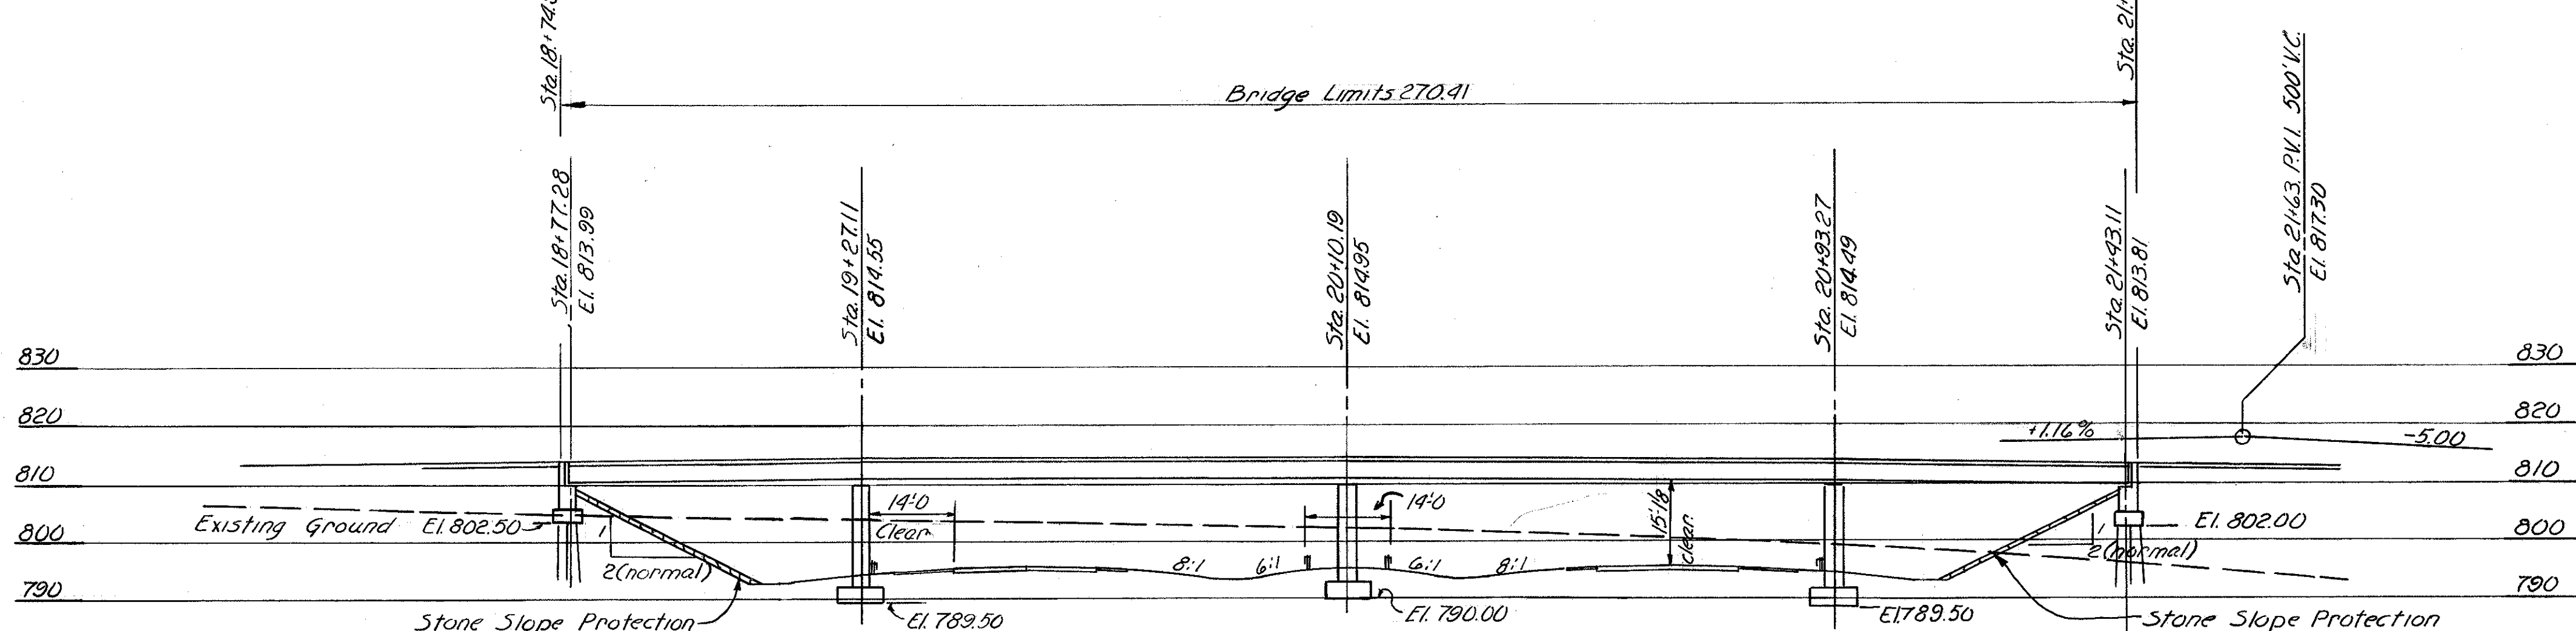 Sta. 18+74.
Sta. 21+
Bridge Limits 270.41
Sta. 21+63. P.V.I. 500' V.C.
El. 817.30
Sta. 18+77.28
El. 813.99
Sta. 19+27.11
El. 814.55
Sta. 20+10.19
El. 814.95
Sta. 20+93.27
El. 814.49
Sta. 21+43.11
El. 813.81
830
830
820
820
+1.16%
-5.00
810
810
14'-0
Clear
14'-0
15'-1⅛
Clear
Existing Ground
El. 802.50
El. 802.00
800
800
1
2(normal)
1
2(normal)
8:1
6:1
6:1
8:1
790
790
Stone Slope Protection
El. 789.50
El. 790.00
El. 789.50
Stone Slope Protection